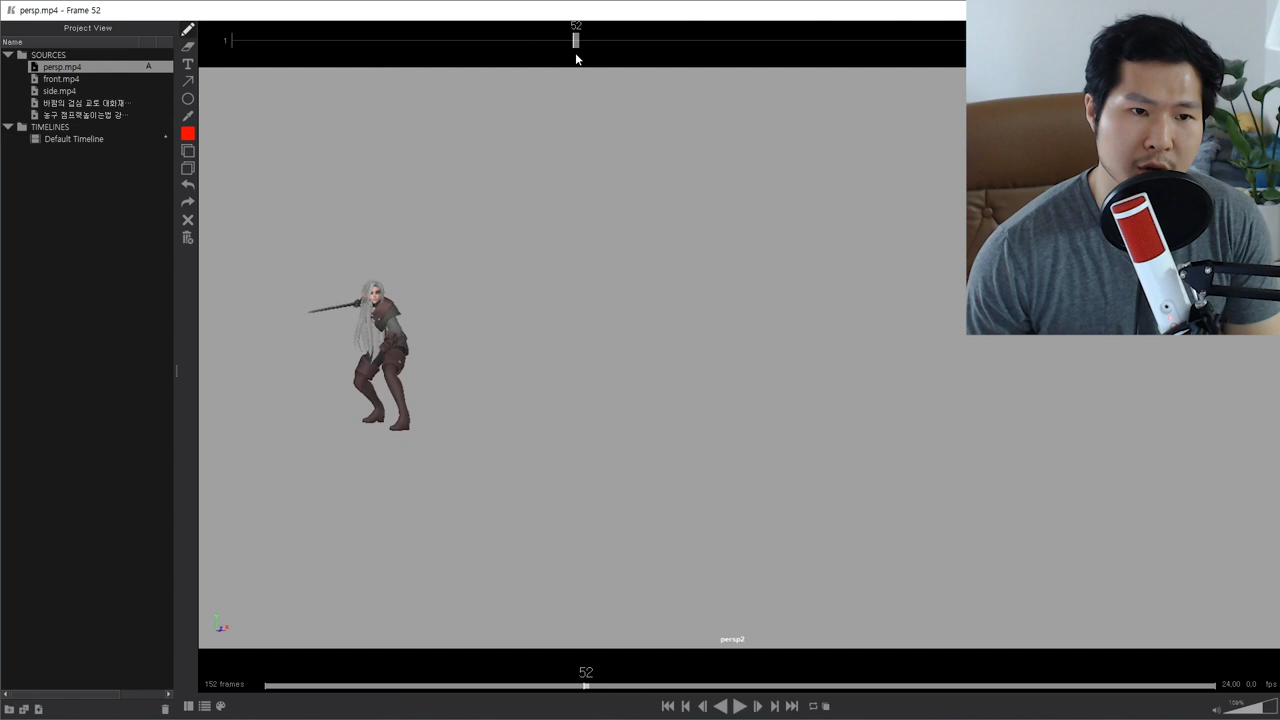 persp.mp4 - Frame 52
Project View
Name
SOURCES
persp.mp4 A
front.mp4
side.mp4
바람의 검심 교토 대화재…
농구 점프력높이는법 강…
TIMELINES
Default Timeline *
52
1
persp2
52
152 frames
24.00 0.0 fps
100%